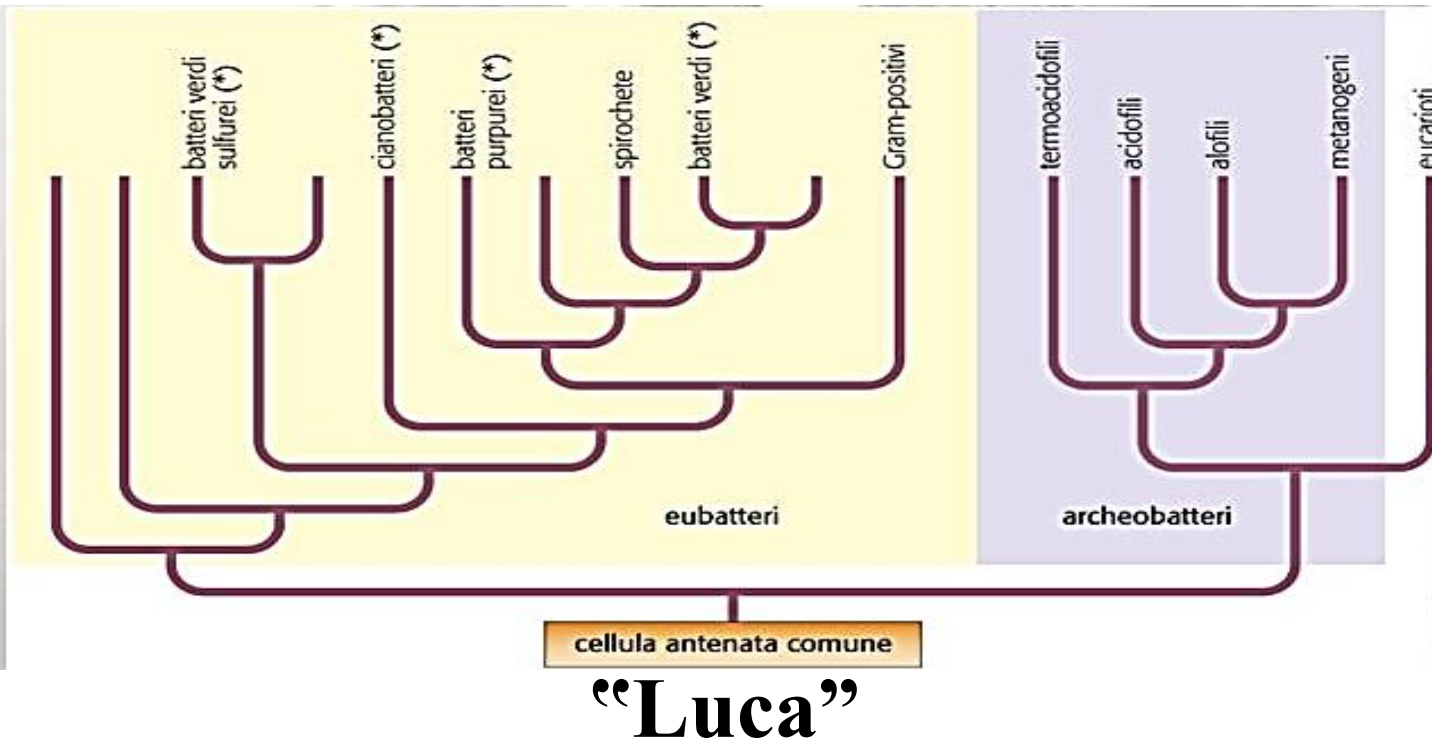 batteri verdi
sulfurei (*)
cianobatteri (*)
batteri
purpurei (*)
spirochete
batteri verdi (*)
Gram-positivi
termoacidofili
acidofili
alofili
metanogeni
eucarioti
eubatteri
archeobatteri
cellula antenata comune
“Luca”